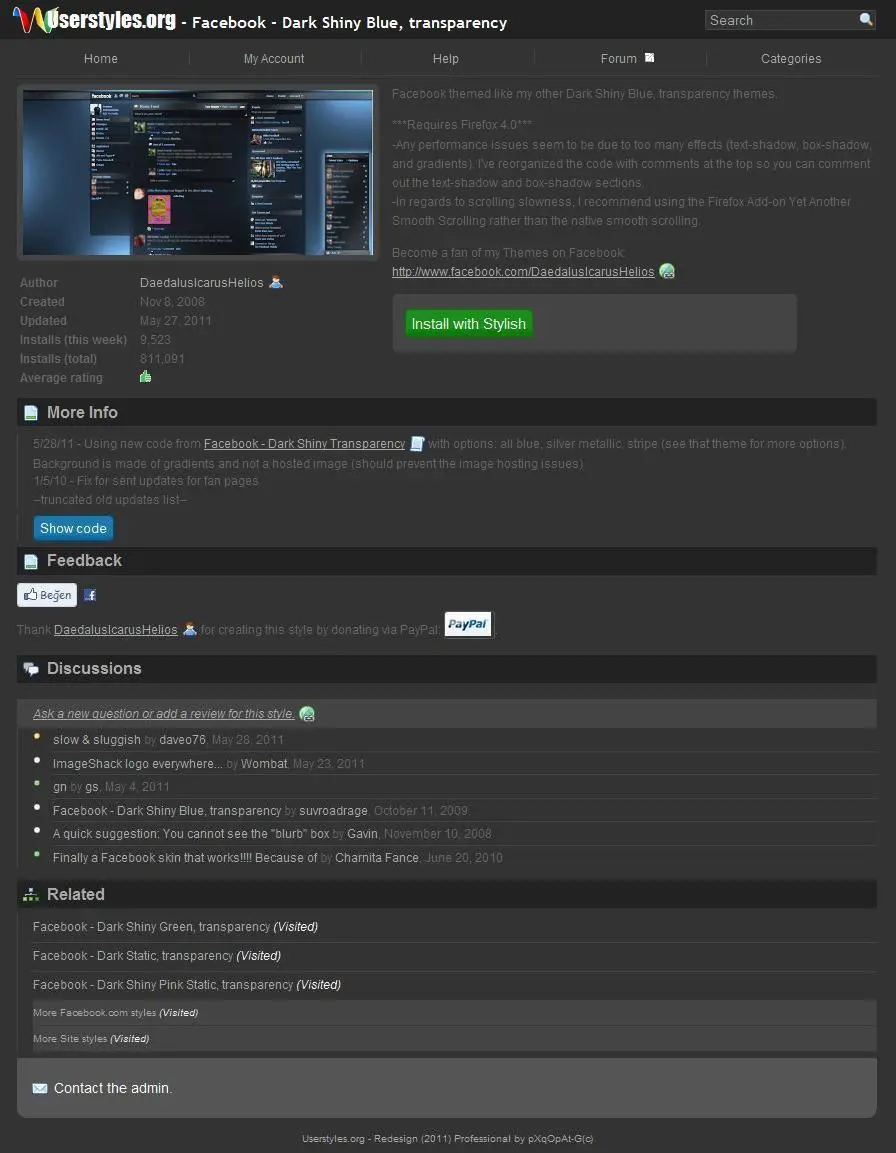 Userstyles.org - Facebook - Dark Shiny Blue, transparency
Search
Home My Account Help Forum Categories
facebook
Facebook themed like my other Dark Shiny Blue, transparency themes.
***Requires Firefox 4.0***
-Any performance issues seem to be due to too many effects (text-shadow, box-shadow,
and gradients). I've reorganized the code with comments at the top so you can comment
out the text-shadow and box-shadow sections.
-In regards to scrolling slowness, I recommend using the Firefox Add-on Yet Another
Smooth Scrolling rather than the native smooth scrolling.
Become a fan of my Themes on Facebook:
http://www.facebook.com/DaedalusIcarusHelios
Install with Stylish
Author DaedalusIcarusHelios
Created Nov 8, 2008
Updated May 27, 2011
Installs (this week) 9,523
Installs (total) 811,091
Average rating
More Info
5/28/11 - Using new code from Facebook - Dark Shiny Transparency with options: all blue, silver metallic, stripe (see that theme for more options).
Background is made of gradients and not a hosted image (should prevent the image hosting issues)
1/5/10 - Fix for sent updates for fan pages
--truncated old updates list--
Show code
Feedback
Beğen
Thank DaedalusIcarusHelios for creating this style by donating via PayPal: PayPal
Discussions
Ask a new question or add a review for this style.
slow & sluggish by daveo76, May 28, 2011
ImageShack logo everywhere... by Wombat, May 23, 2011
gn by gs, May 4, 2011
Facebook - Dark Shiny Blue, transparency by suvroadrage, October 11, 2009
A quick suggestion: You cannot see the "blurb" box by Gavin, November 10, 2008
Finally a Facebook skin that works!!!! Because of by Charnita Fance, June 20, 2010
Related
Facebook - Dark Shiny Green, transparency (Visited)
Facebook - Dark Static, transparency (Visited)
Facebook - Dark Shiny Pink Static, transparency (Visited)
More Facebook.com styles (Visited)
More Site styles (Visited)
Contact the admin.
Userstyles.org - Redesign (2011) Professional by pXqOpAt-G(c)